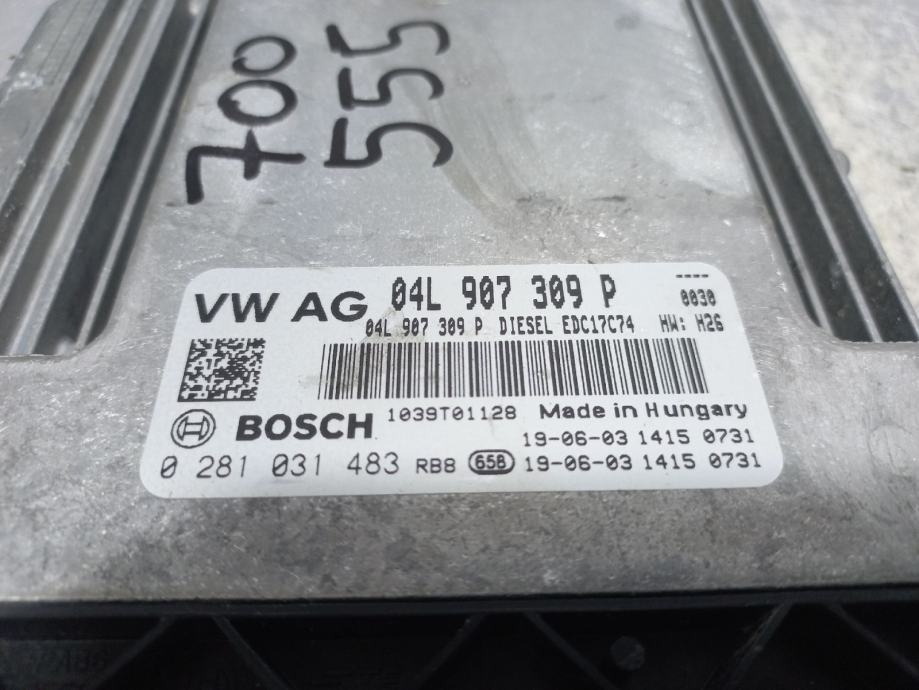 700
555
VW AG 04L 907 309 P
----
0030
04L 907 309 P DIESEL EDC17C74 HW: H26
BOSCH 1039T01128 Made in Hungary
19-06-03 1415 0731
0 281 031 483 RB8 658 19-06-03 1415 0731